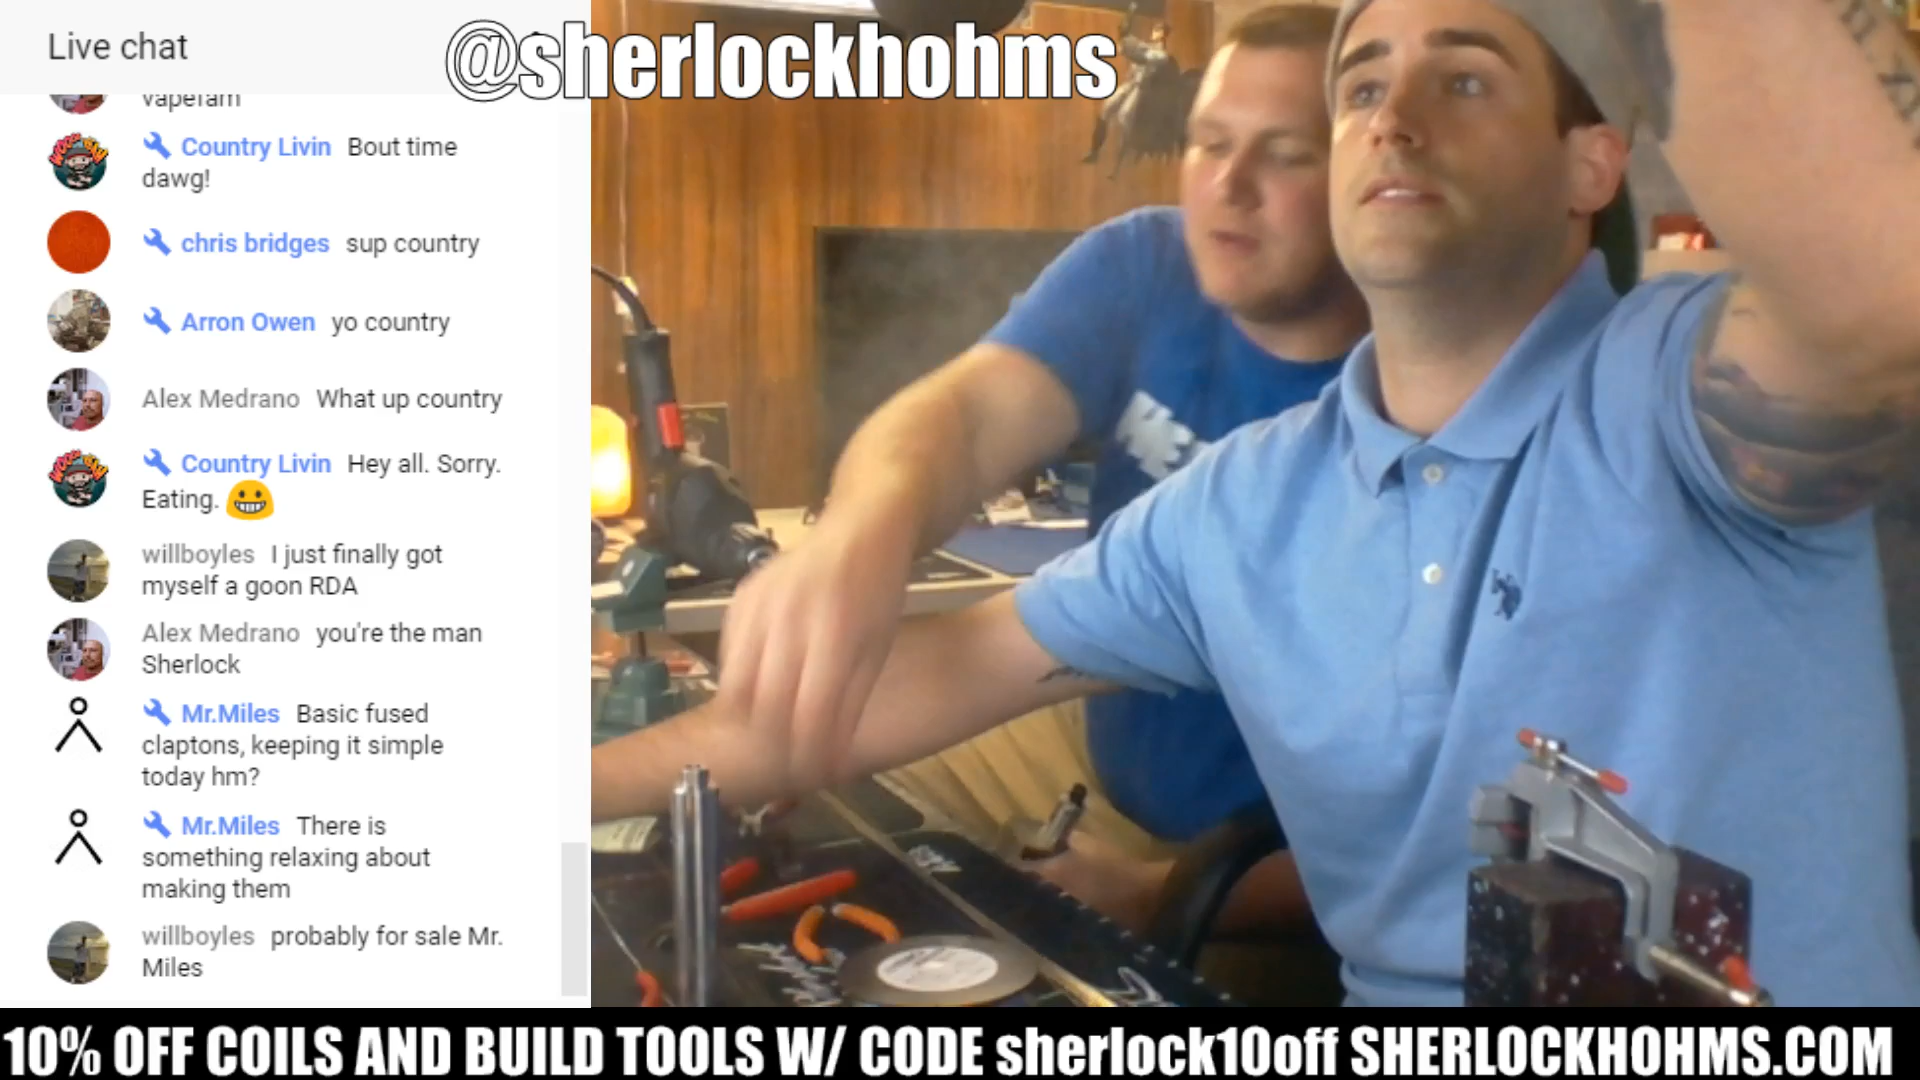 Live chat
@sherlockhohms
vapefam
Country Livin Bout time
dawg!
chris bridges sup country
Arron Owen yo country
Alex Medrano What up country
Country Livin Hey all. Sorry.
Eating.
willboyles I just finally got
myself a goon RDA
Alex Medrano you're the man
Sherlock
Mr.Miles Basic fused
claptons, keeping it simple
today hm?
Mr.Miles There is
something relaxing about
making them
willboyles probably for sale Mr.
Miles
10% OFF COILS AND BUILD TOOLS W/ CODE sherlock10off SHERLOCKHOHMS.COM